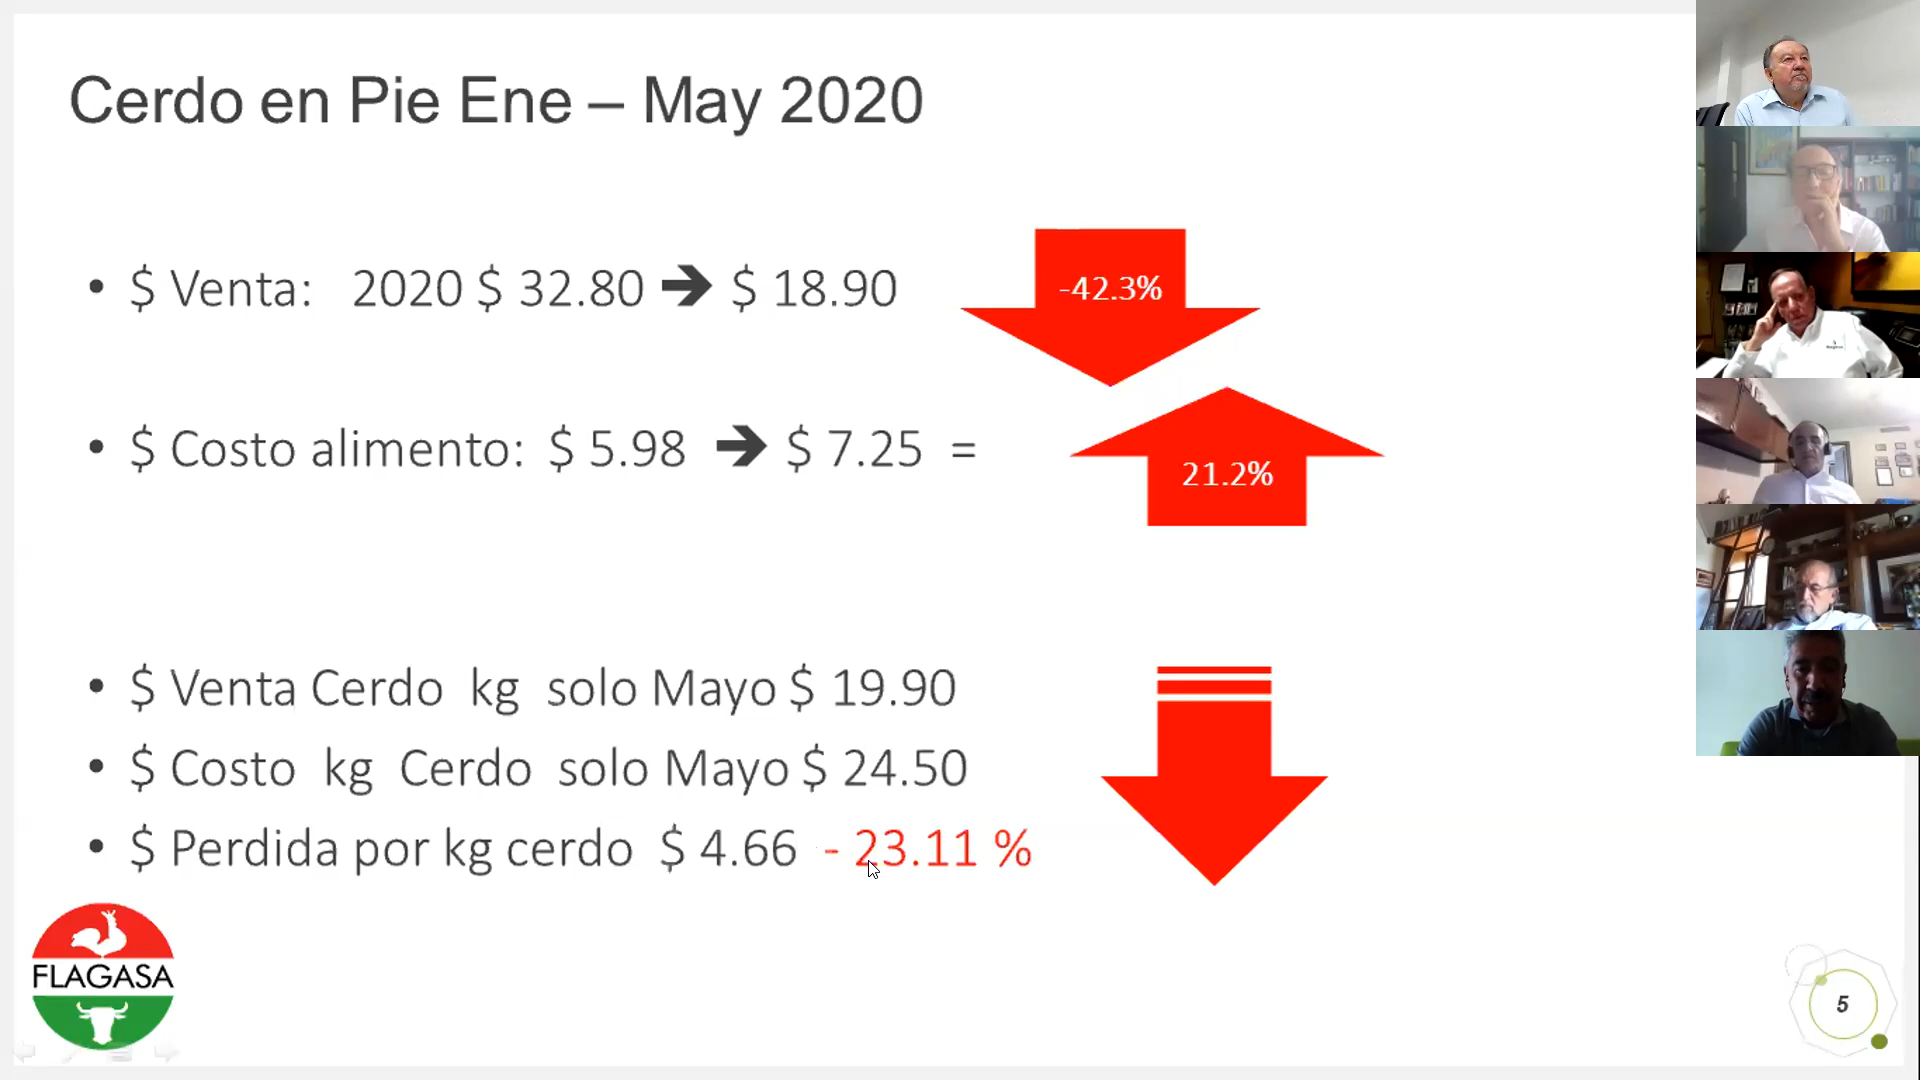 Cerdo en Pie Ene – May 2020
• $ Venta: 2020 $ 32.80 ➔ $ 18.90
-42.3%
• $ Costo alimento: $ 5.98 ➔ $ 7.25 =
21.2%
• $ Venta Cerdo kg solo Mayo $ 19.90
• $ Costo kg Cerdo solo Mayo $ 24.50
• $ Perdida por kg cerdo $ 4.66 - 23.11 %
FLAGASA
5